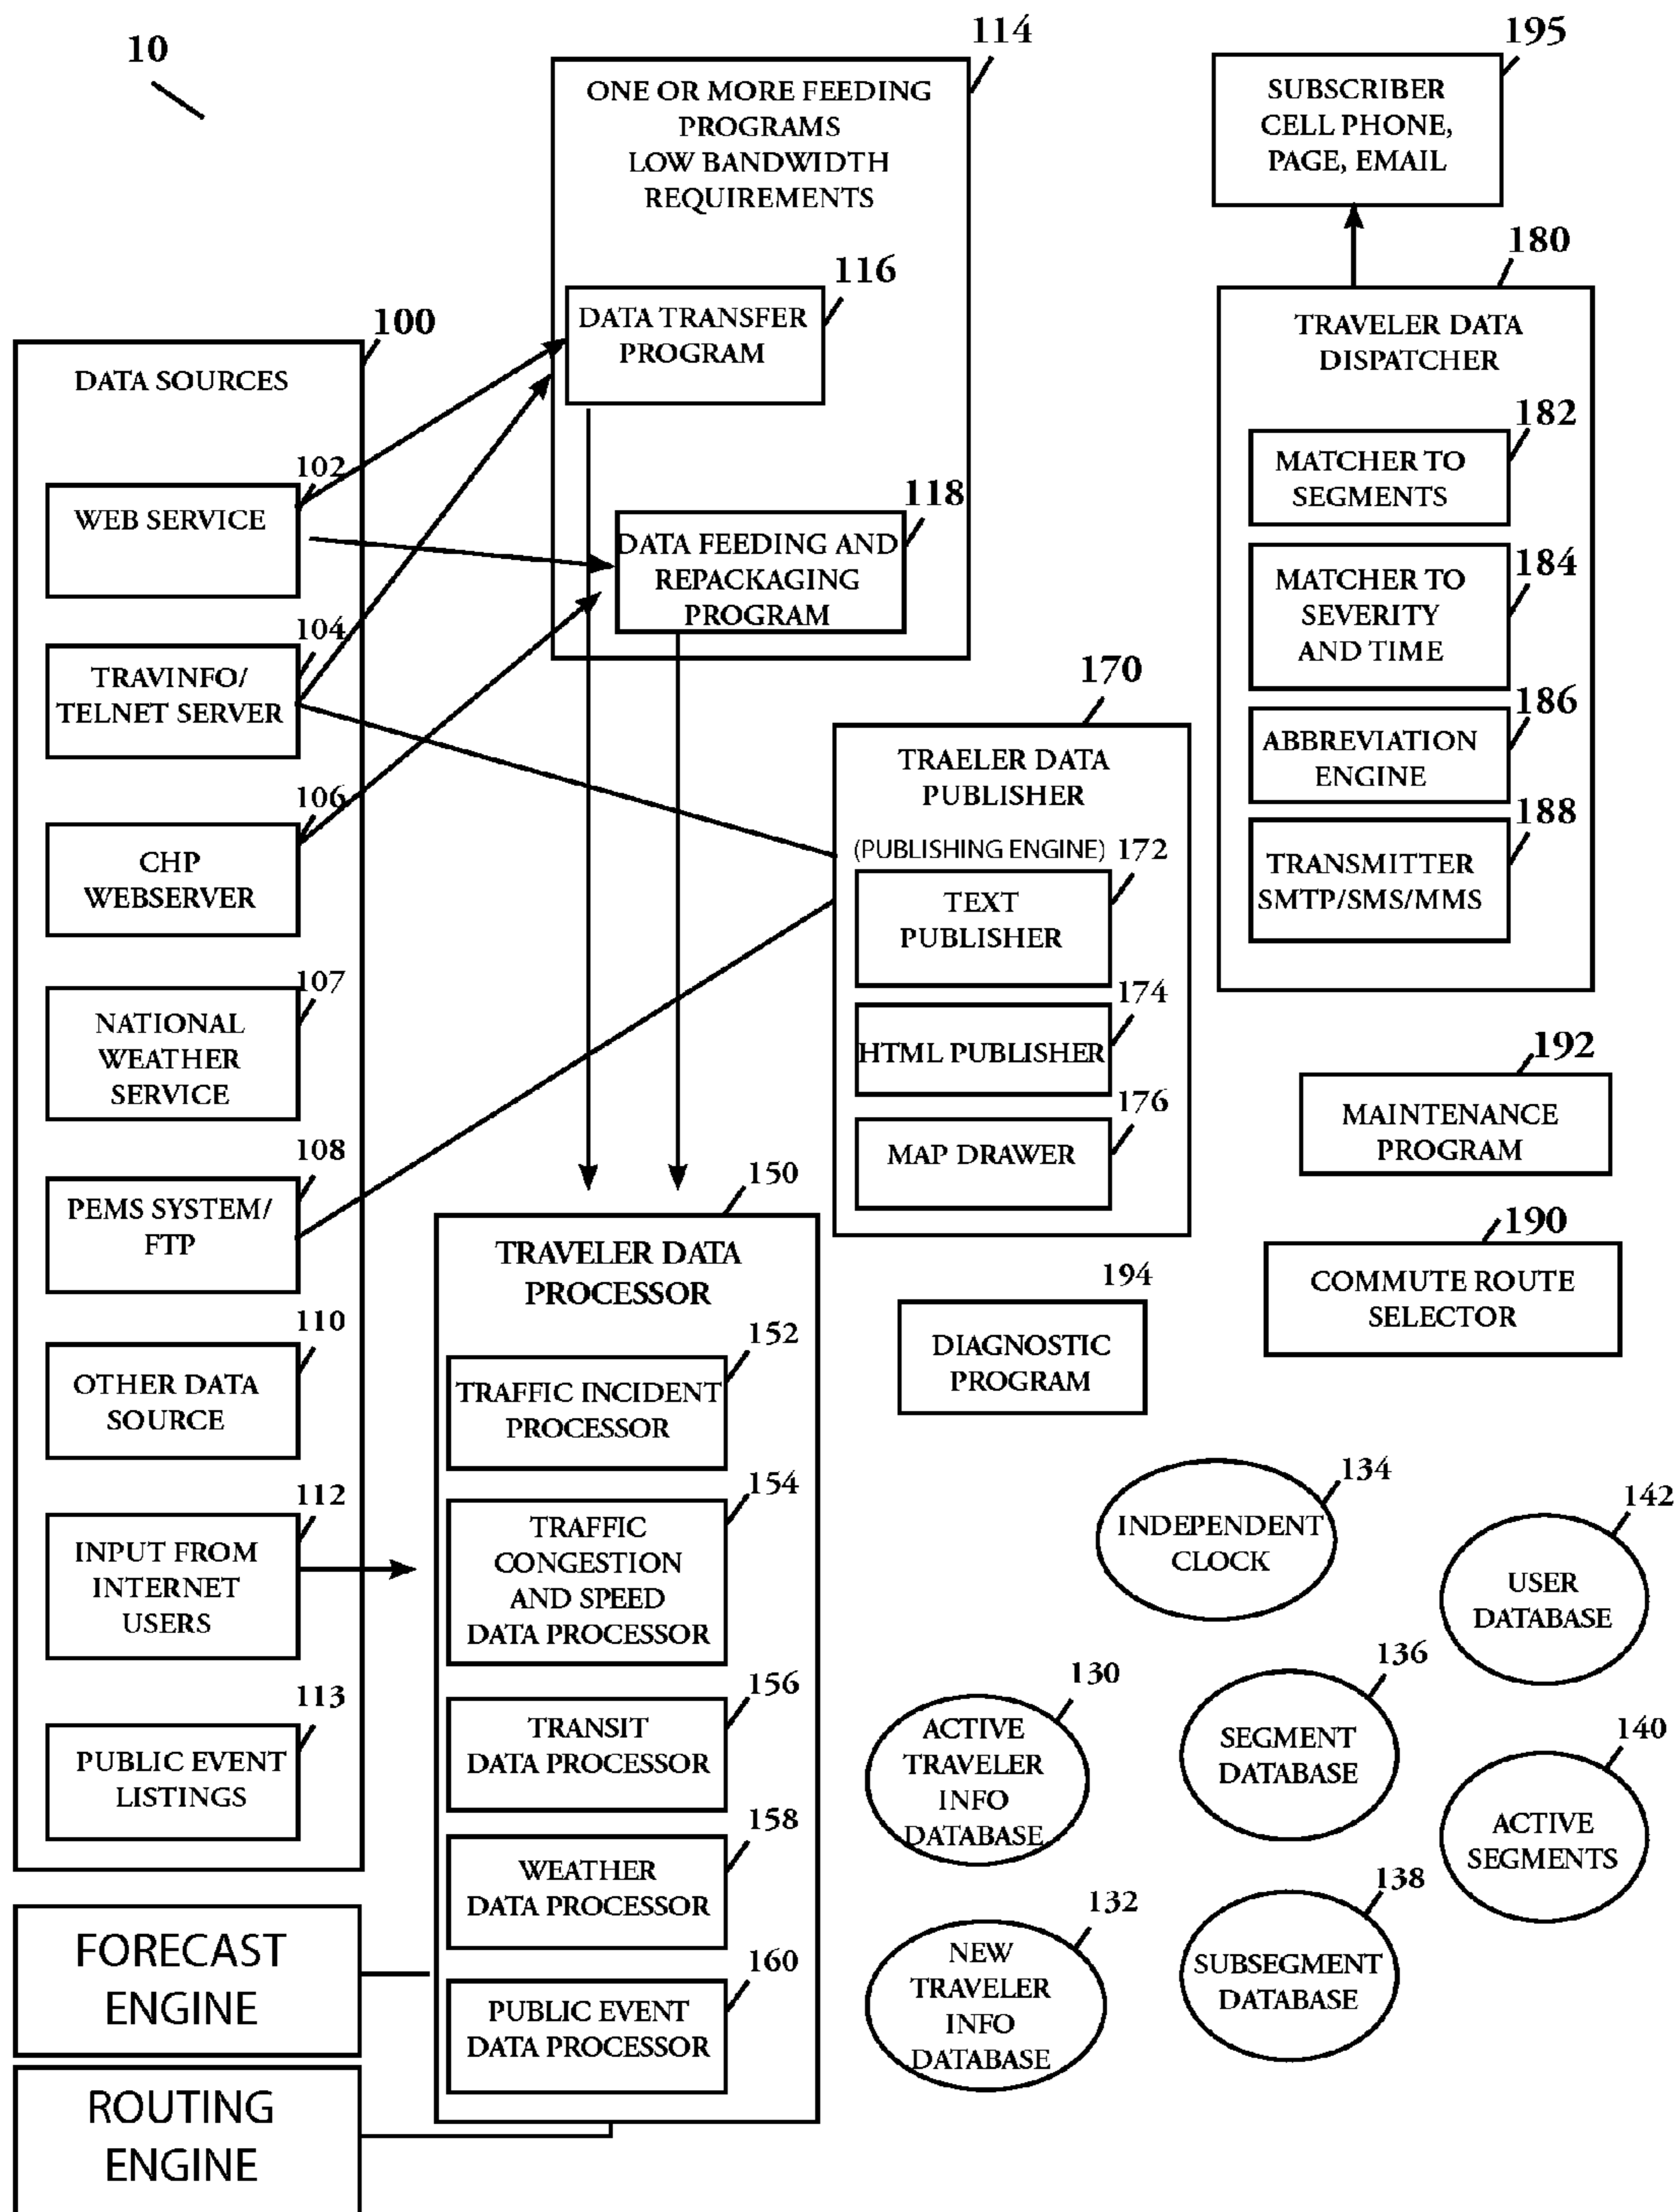 10
114
ONE OR MORE FEEDING
PROGRAMS
LOW BANDWIDTH
REQUIREMENTS
116
DATA TRANSFER
PROGRAM
118
DATA FEEDING AND
REPACKAGING
PROGRAM
195
SUBSCRIBER
CELL PHONE,
PAGE, EMAIL
180
TRAVELER DATA
DISPATCHER
182
MATCHER TO
SEGMENTS
184
MATCHER TO
SEVERITY
AND TIME
186
ABBREVIATION
ENGINE
188
TRANSMITTER
SMTP/SMS/MMS
100
DATA SOURCES
102
WEB SERVICE
104
TRAVINFO/
TELNET SERVER
106
CHP
WEBSERVER
107
NATIONAL
WEATHER
SERVICE
108
PEMS SYSTEM/
FTP
110
OTHER DATA
SOURCE
112
INPUT FROM
INTERNET
USERS
113
PUBLIC EVENT
LISTINGS
170
TRAELER DATA
PUBLISHER
(PUBLISHING ENGINE)
172
TEXT
PUBLISHER
174
HTML PUBLISHER
176
MAP DRAWER
192
MAINTENANCE
PROGRAM
190
COMMUTE ROUTE
SELECTOR
194
DIAGNOSTIC
PROGRAM
150
TRAVELER DATA
PROCESSOR
152
TRAFFIC INCIDENT
PROCESSOR
154
TRAFFIC
CONGESTION
AND SPEED
DATA PROCESSOR
156
TRANSIT
DATA PROCESSOR
158
WEATHER
DATA PROCESSOR
160
PUBLIC EVENT
DATA PROCESSOR
134
INDEPENDENT
CLOCK
142
USER
DATABASE
130
ACTIVE
TRAVELER
INFO
DATABASE
136
SEGMENT
DATABASE
140
ACTIVE
SEGMENTS
132
NEW
TRAVELER
INFO
DATABASE
138
SUBSEGMENT
DATABASE
FORECAST
ENGINE
ROUTING
ENGINE